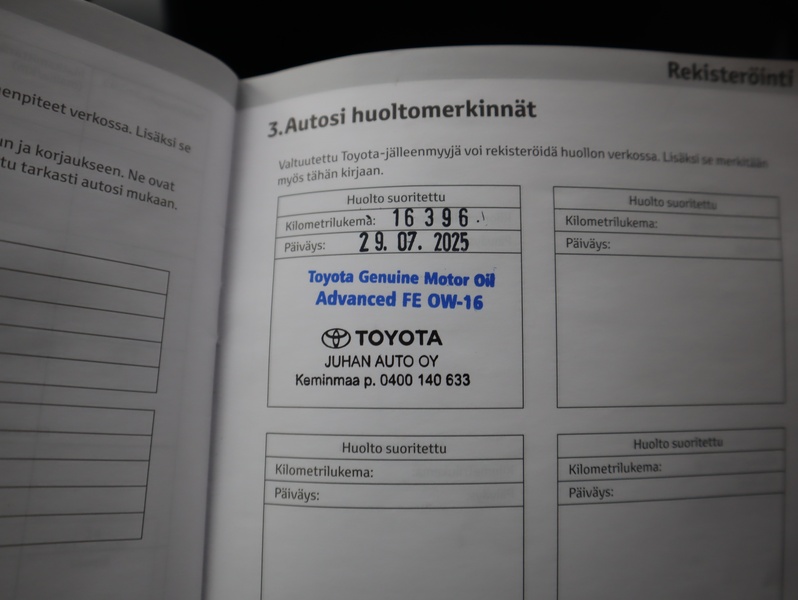 enpiteet verkossa. Lisäksi se
n ja korjaukseen. Ne ovat
tu tarkasti autosi mukaan.
Rekisteröinti
3.Autosi huoltomerkinnät
Valtuutettu Toyota-jälleenmyyjä voi rekisteröidä huollon verkossa. Lisäksi se merkitään
myös tähän kirjaan.
Huolto suoritettu
Kilometrilukema: 16 396
Päiväys: 29. 07. 2025
Toyota Genuine Motor Oil
Advanced FE 0W-16
TOYOTA
JUHAN AUTO OY
Keminmaa p. 0400 140 633
Huolto suoritettu
Kilometrilukema:
Päiväys:
Huolto suoritettu
Kilometrilukema:
Päiväys:
Huolto suoritettu
Kilometrilukema:
Päiväys: